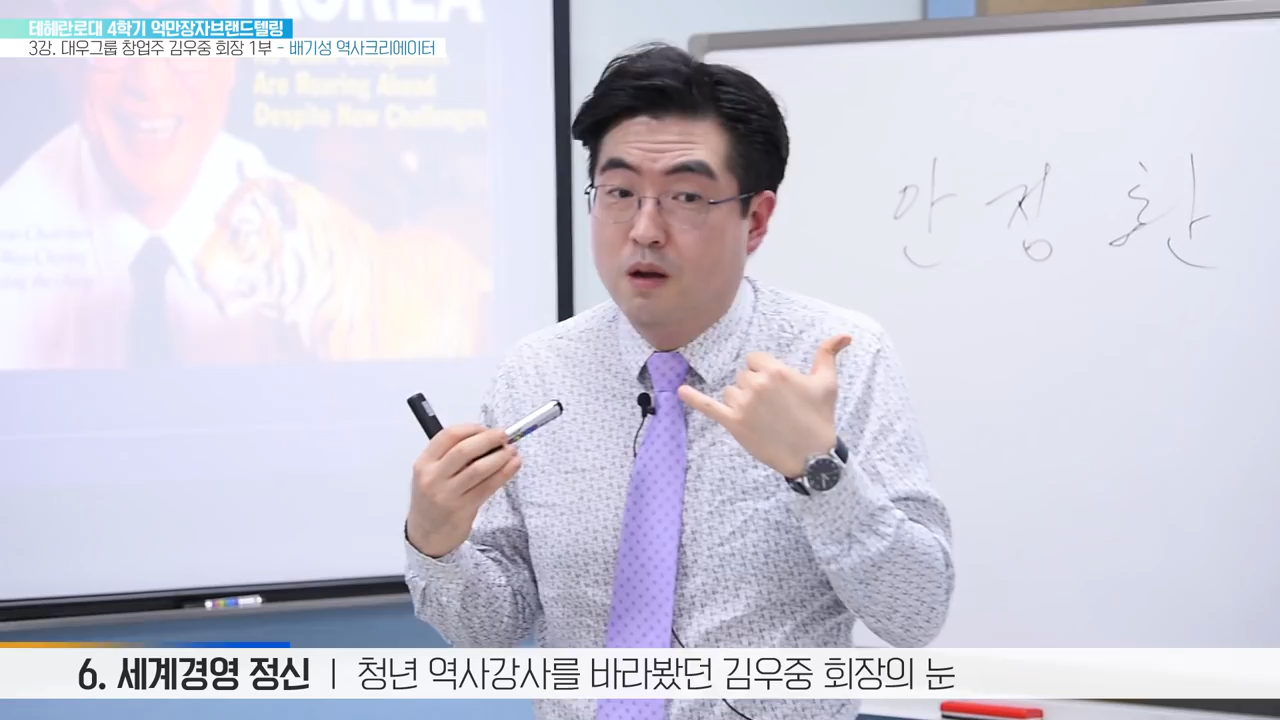 테헤란로대 4학기 억만장자브랜드텔링
3강. 대우그룹 창업주 김우중 회장 1부 - 배기성 역사크리에이터
KOREA
Are Roaring Ahead
Despite New Challenges
안정환
6. 세계경영 정신 | 청년 역사강사를 바라봤던 김우중 회장의 눈